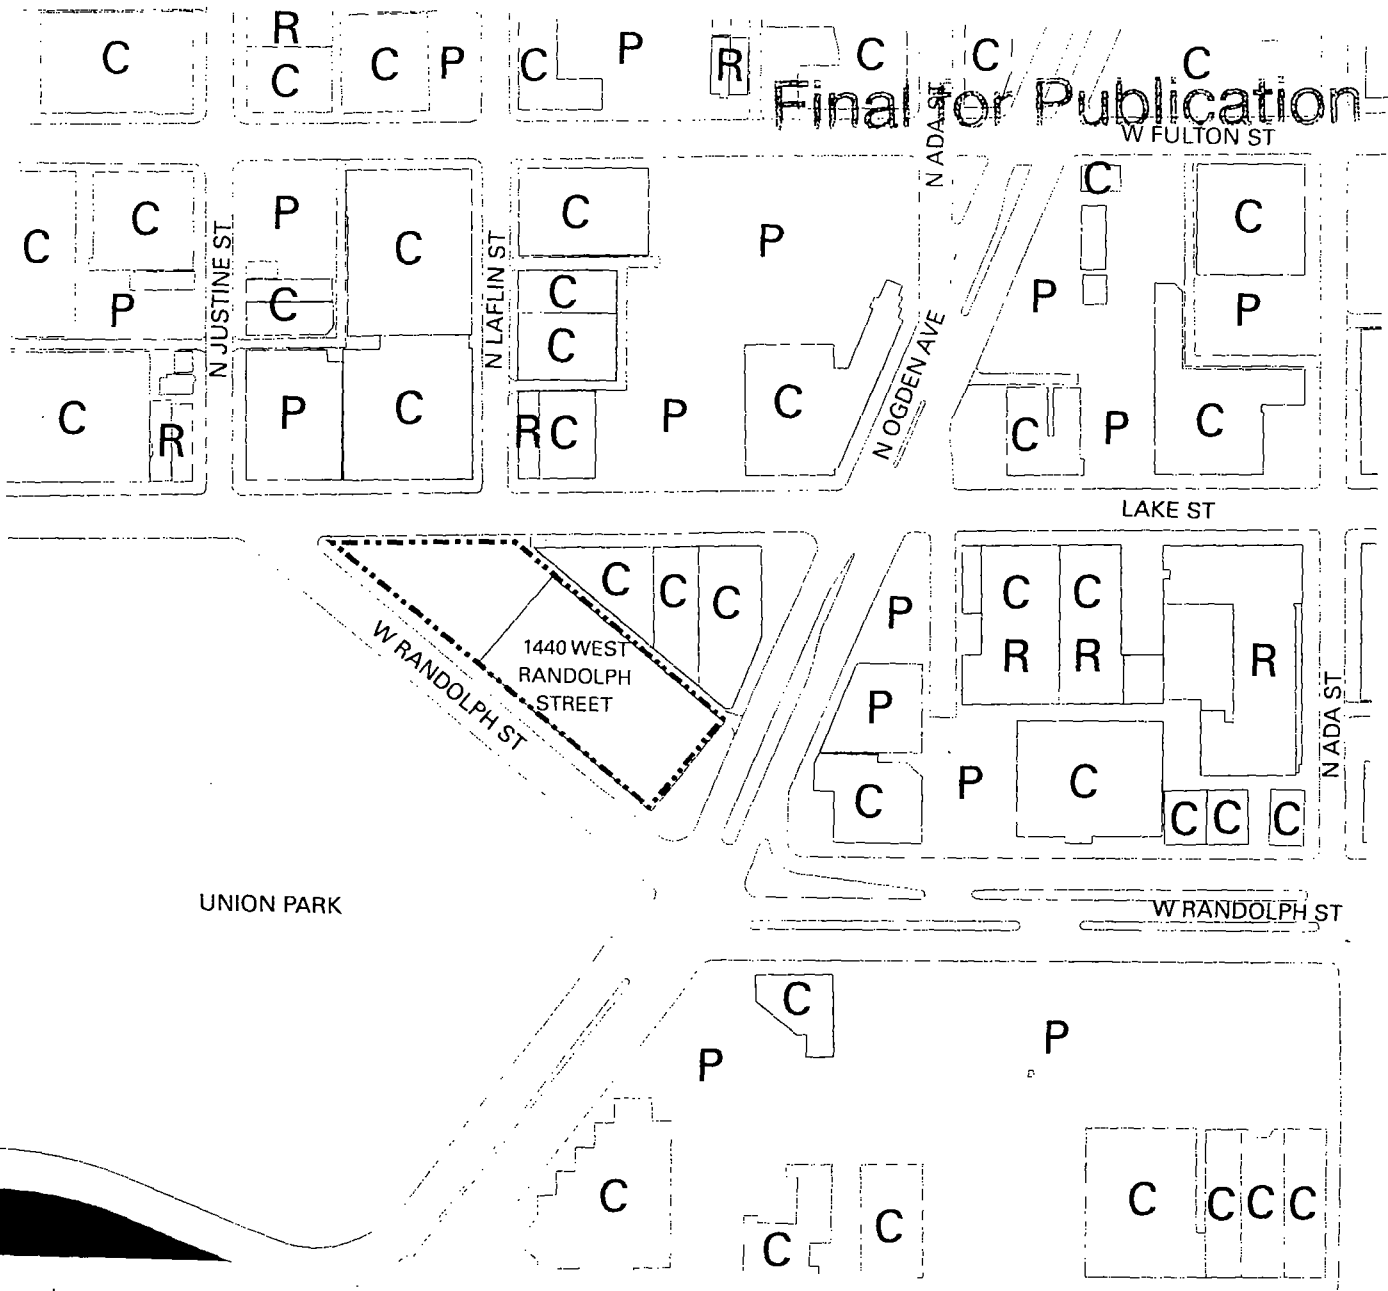 R
C
C
C
P
C
P
R
C
C
C
Final for Publication
W FULTON ST
N ADA ST
C
C
C
P
C
C
P
C
N JUSTINE ST
N LAFLIN ST
P
C
C
C
P
P
N OGDEN AVE
C
R
P
C
R
C
P
C
C
P
C
LAKE ST
C
C
C
P
C
C
R
R
R
1440 WEST
RANDOLPH
STREET
W RANDOLPH ST
P
N ADA ST
C
P
C
C
C
C
UNION PARK
W RANDOLPH ST
C
P
P
C
C
C
C
C
C
C